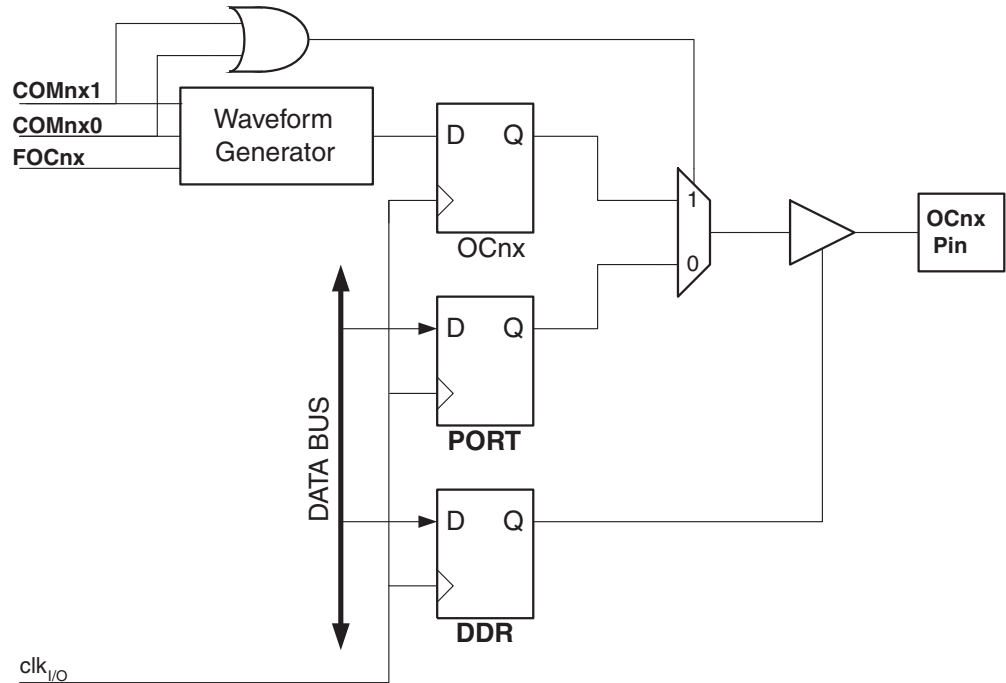 COMnx1
COMnx0
FOCnx
Waveform
Generator
D Q
OCnx
1
0
OCnx
Pin
D Q
PORT
DATA BUS
D Q
DDR
clkI/O